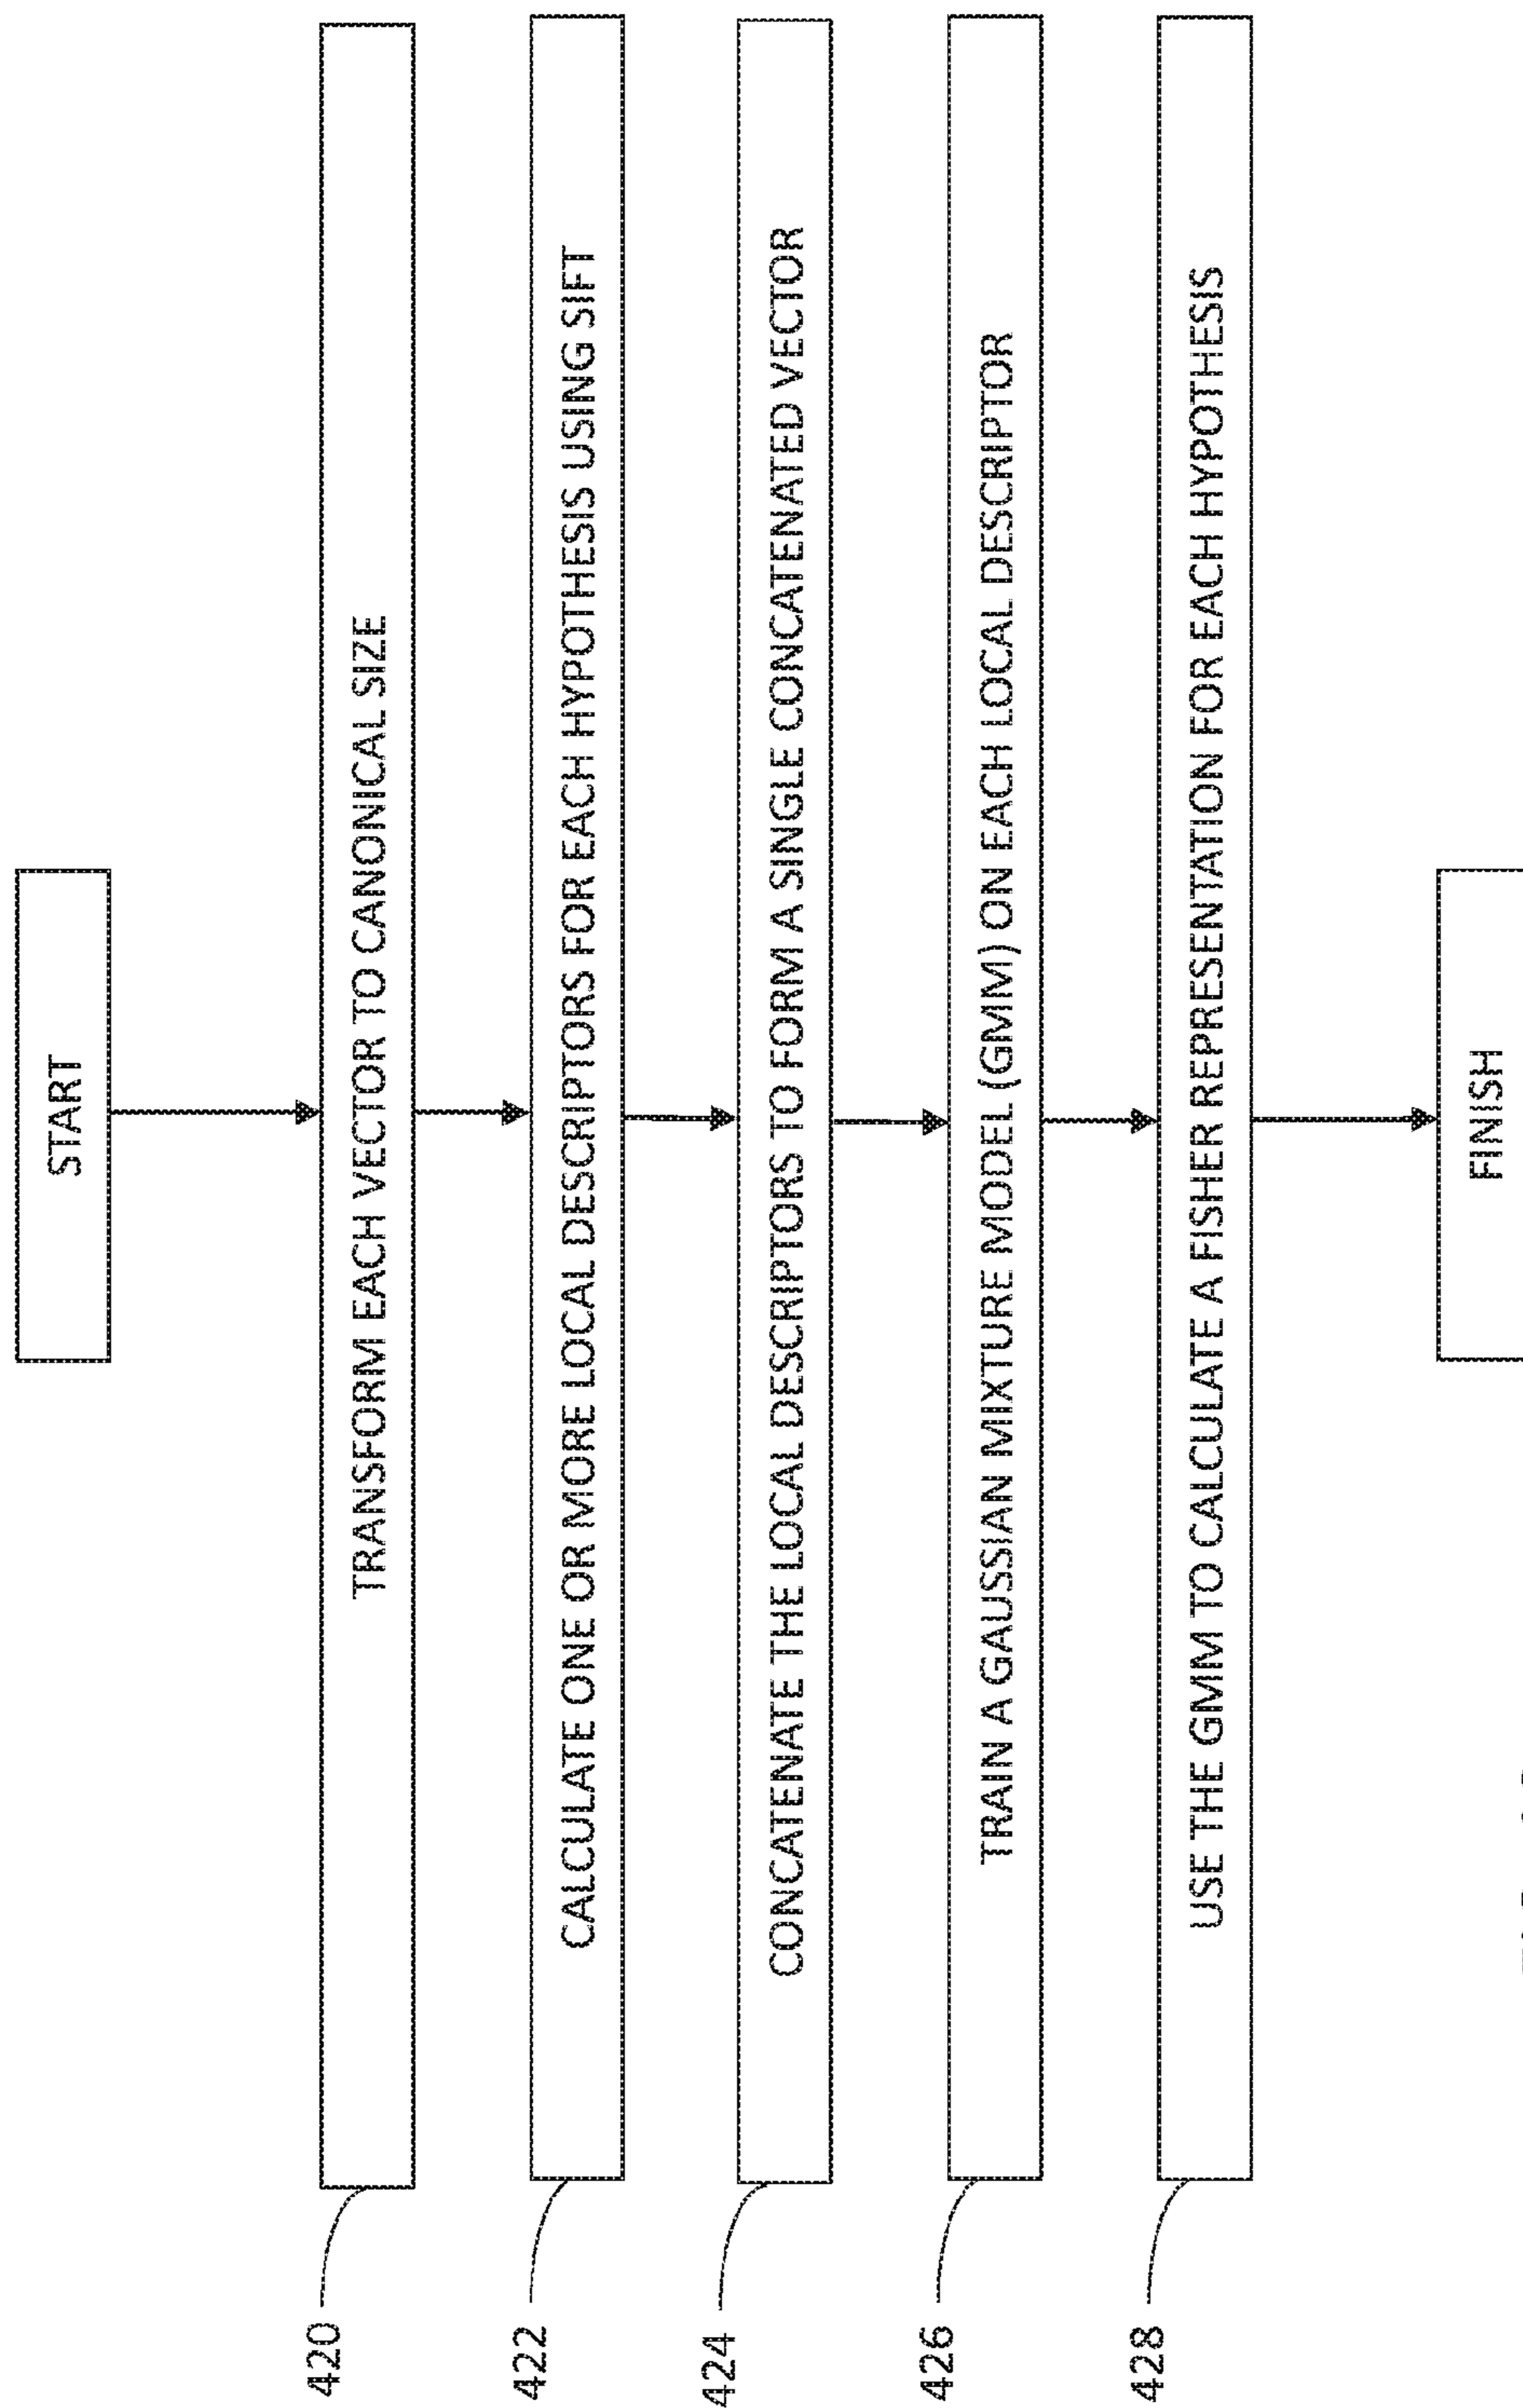 START
420
TRANSFORM EACH VECTOR TO CANONICAL SIZE
422
CALCULATE ONE OR MORE LOCAL DESCRIPTORS FOR EACH HYPOTHESIS USING SIFT
424
CONCATENATE THE LOCAL DESCRIPTORS TO FORM A SINGLE CONCATENATED VECTOR
426
TRAIN A GAUSSIAN MIXTURE MODEL (GMM) ON EACH LOCAL DESCRIPTOR
428
USE THE GMM TO CALCULATE A FISHER REPRESENTATION FOR EACH HYPOTHESIS
FINISH